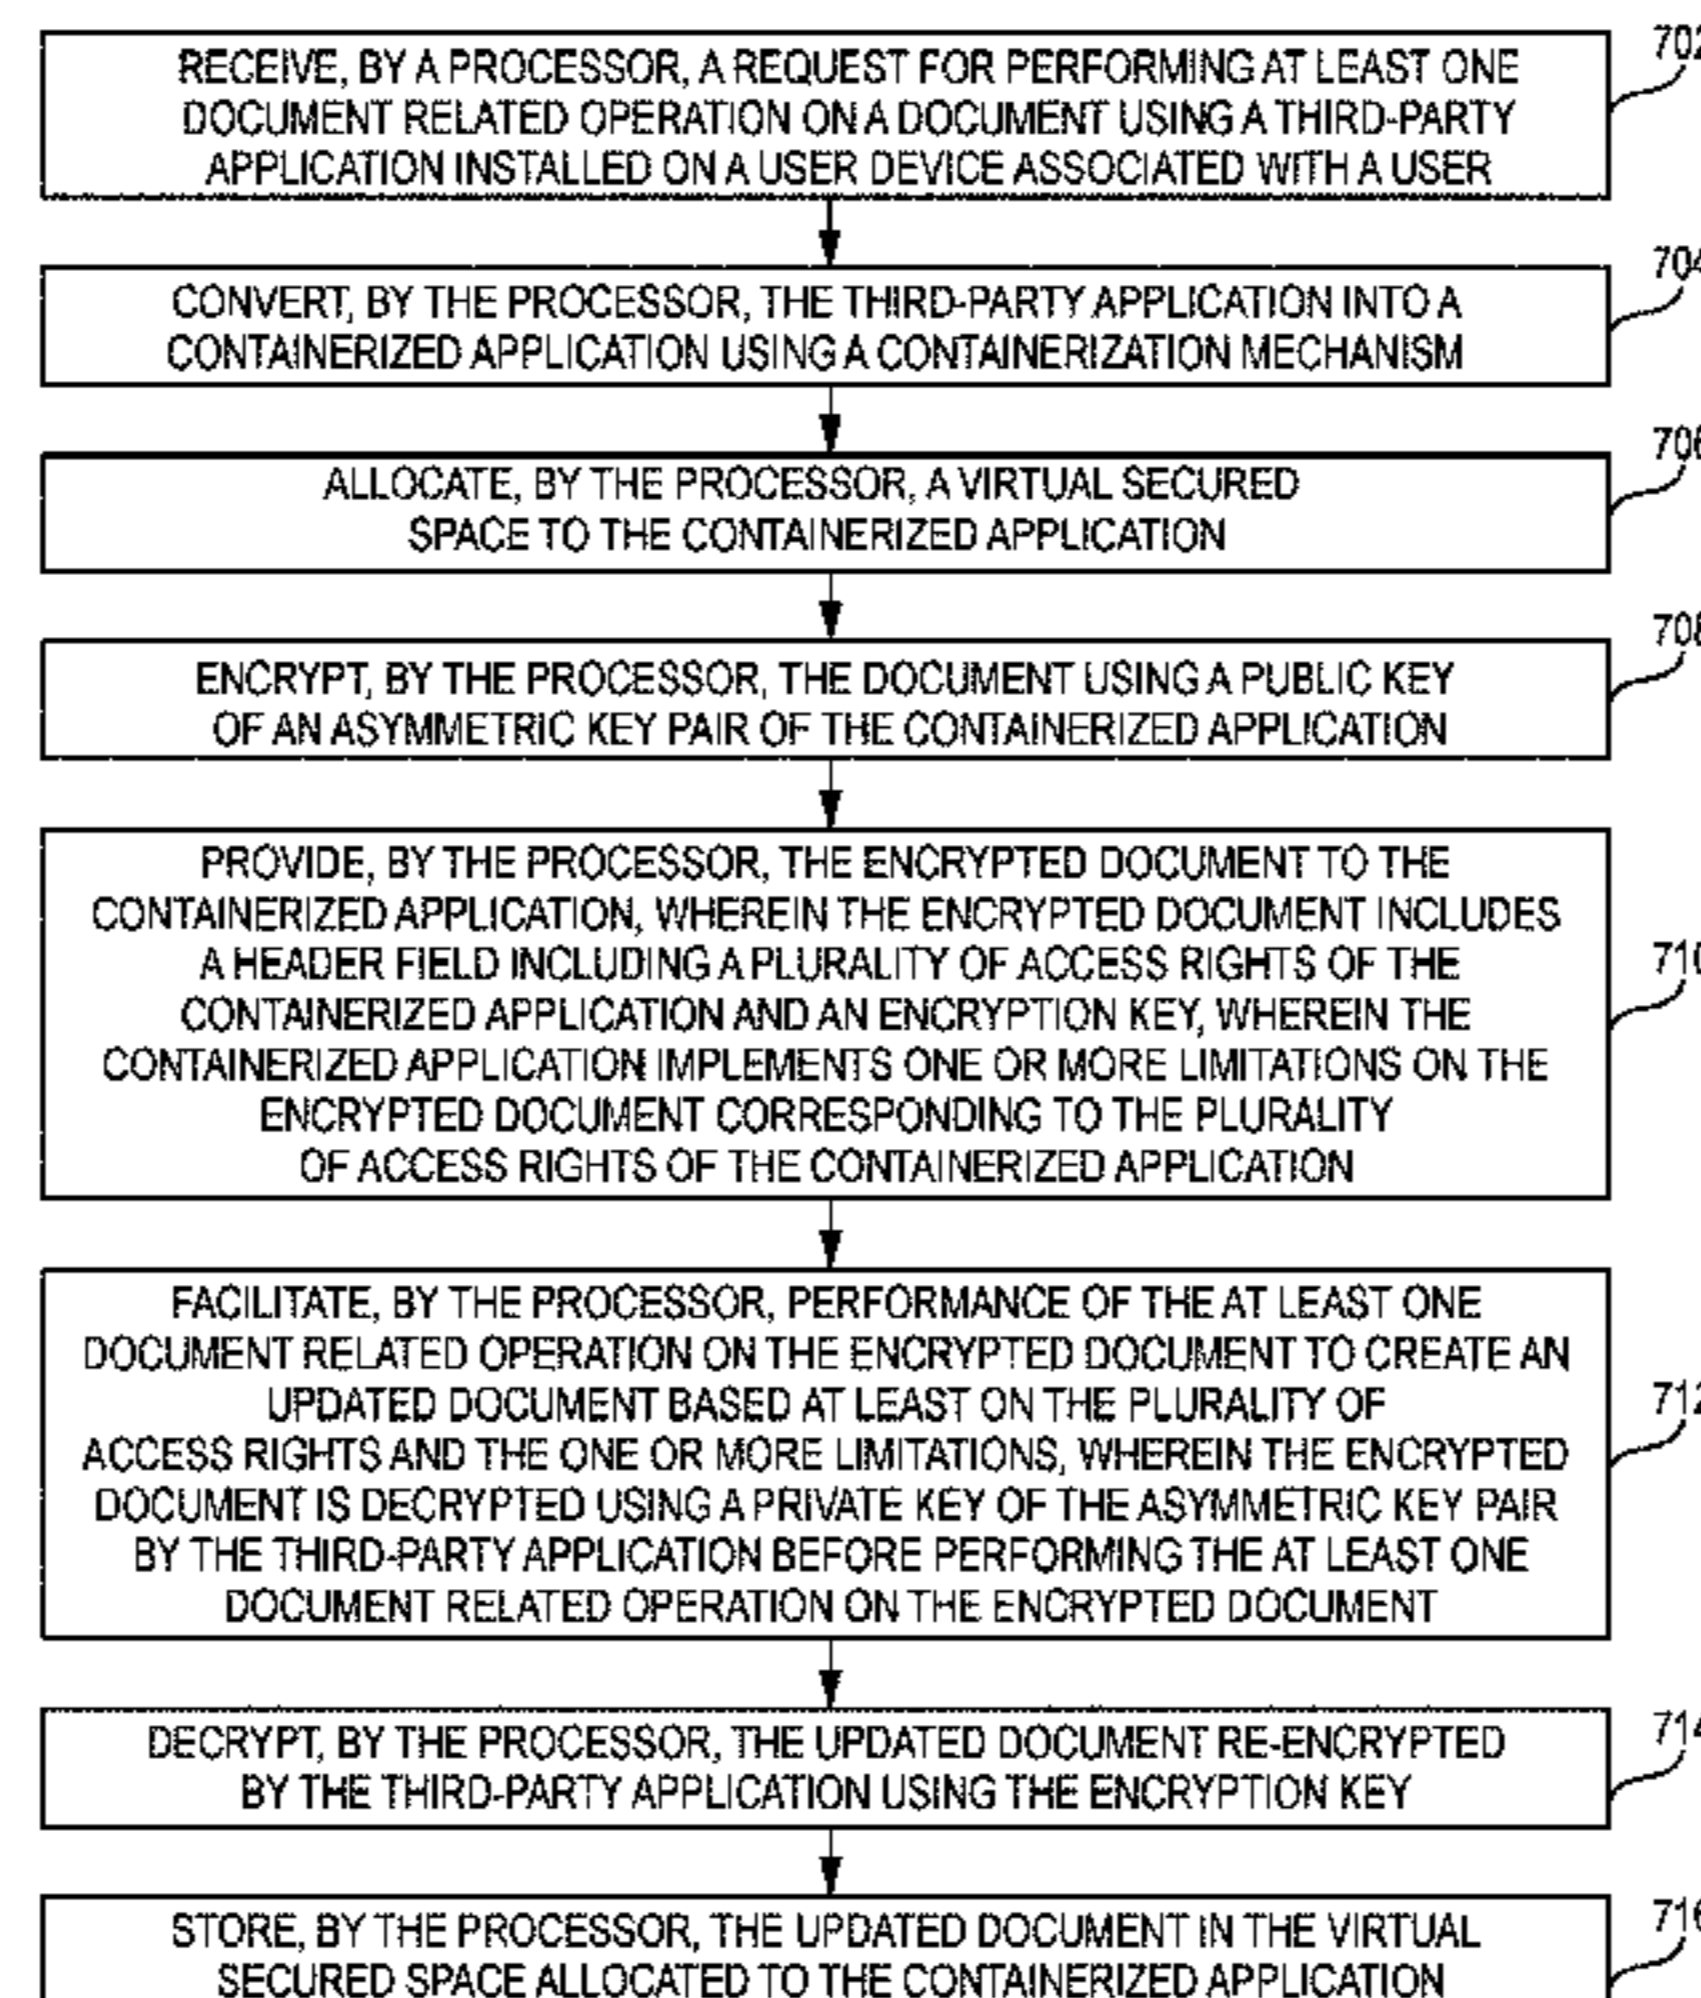 702
RECEIVE, BY A PROCESSOR, A REQUEST FOR PERFORMING AT LEAST ONE
DOCUMENT RELATED OPERATION ON A DOCUMENT USING A THIRD-PARTY
APPLICATION INSTALLED ON A USER DEVICE ASSOCIATED WITH A USER
704
CONVERT, BY THE PROCESSOR, THE THIRD-PARTY APPLICATION INTO A
CONTAINERIZED APPLICATION USING A CONTAINERIZATION MECHANISM
706
ALLOCATE, BY THE PROCESSOR, A VIRTUAL SECURED
SPACE TO THE CONTAINERIZED APPLICATION
708
ENCRYPT, BY THE PROCESSOR, THE DOCUMENT USING A PUBLIC KEY
OF AN ASYMMETRIC KEY PAIR OF THE CONTAINERIZED APPLICATION
PROVIDE, BY THE PROCESSOR, THE ENCRYPTED DOCUMENT TO THE
CONTAINERIZED APPLICATION, WHEREIN THE ENCRYPTED DOCUMENT INCLUDES
A HEADER FIELD INCLUDING A PLURALITY OF ACCESS RIGHTS OF THE
710
CONTAINERIZED APPLICATION AND AN ENCRYPTION KEY, WHEREIN THE
CONTAINERIZED APPLICATION IMPLEMENTS ONE OR MORE LIMITATIONS ON THE
ENCRYPTED DOCUMENT CORRESPONDING TO THE PLURALITY
OF ACCESS RIGHTS OF THE CONTAINERIZED APPLICATION
FACILITATE, BY THE PROCESSOR, PERFORMANCE OF THE AT LEAST ONE
DOCUMENT RELATED OPERATION ON THE ENCRYPTED DOCUMENT TO CREATE AN
UPDATED DOCUMENT BASED AT LEAST ON THE PLURALITY OF
712
ACCESS RIGHTS AND THE ONE OR MORE LIMITATIONS, WHEREIN THE ENCRYPTED
DOCUMENT IS DECRYPTED USING A PRIVATE KEY OF THE ASYMMETRIC KEY PAIR
BY THE THIRD-PARTY APPLICATION BEFORE PERFORMING THE AT LEAST ONE
DOCUMENT RELATED OPERATION ON THE ENCRYPTED DOCUMENT
714
DECRYPT, BY THE PROCESSOR, THE UPDATED DOCUMENT RE-ENCRYPTED
BY THE THIRD-PARTY APPLICATION USING THE ENCRYPTION KEY
716
STORE, BY THE PROCESSOR, THE UPDATED DOCUMENT IN THE VIRTUAL
SECURED SPACE ALLOCATED TO THE CONTAINERIZED APPLICATION